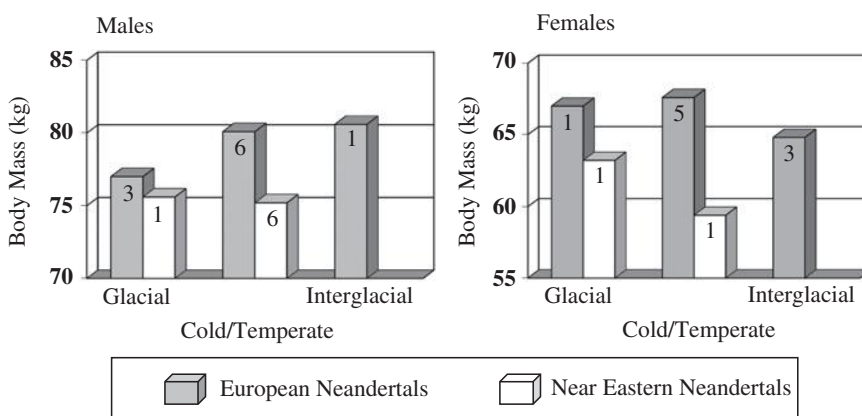 Males
Body Mass (kg)
85
80
75
70
3
1
6
6
1
Glacial
Interglacial
Cold/Temperate
Females
Body Mass (kg)
70
65
60
55
1
1
5
1
3
Glacial
Interglacial
Cold/Temperate
European Neandertals
Near Eastern Neandertals